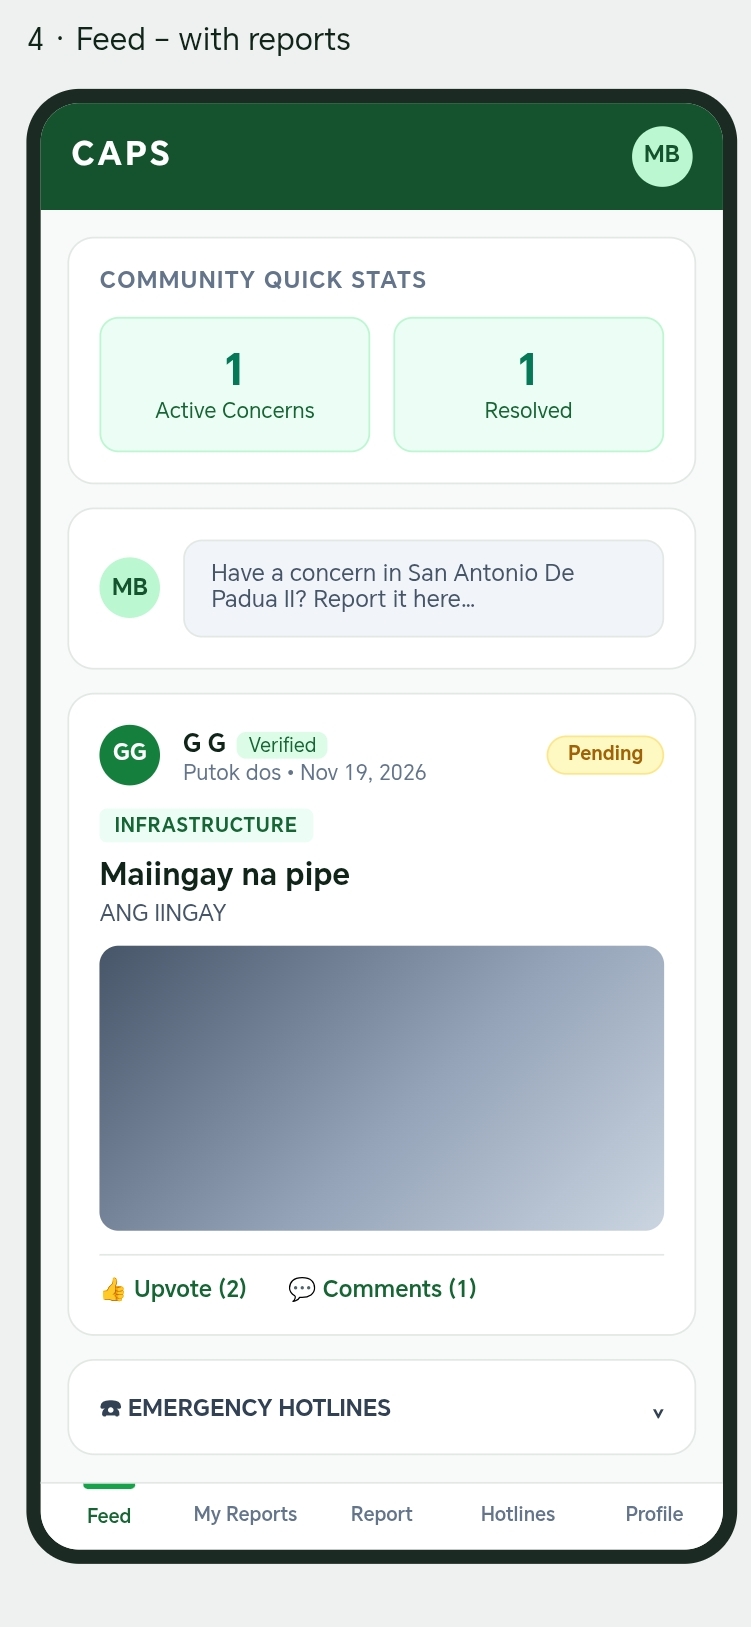 4 · Feed – with reports
CAPS
MB
COMMUNITY QUICK STATS
1
Active Concerns
1
Resolved
MB
Have a concern in San Antonio De
Padua II? Report it here...
GG
G G Verified
Putok dos • Nov 19, 2026
Pending
INFRASTRUCTURE
Maiingay na pipe
ANG IINGAY
👍 Upvote (2) 💬 Comments (1)
☎ EMERGENCY HOTLINES
v
Feed My Reports Report Hotlines Profile